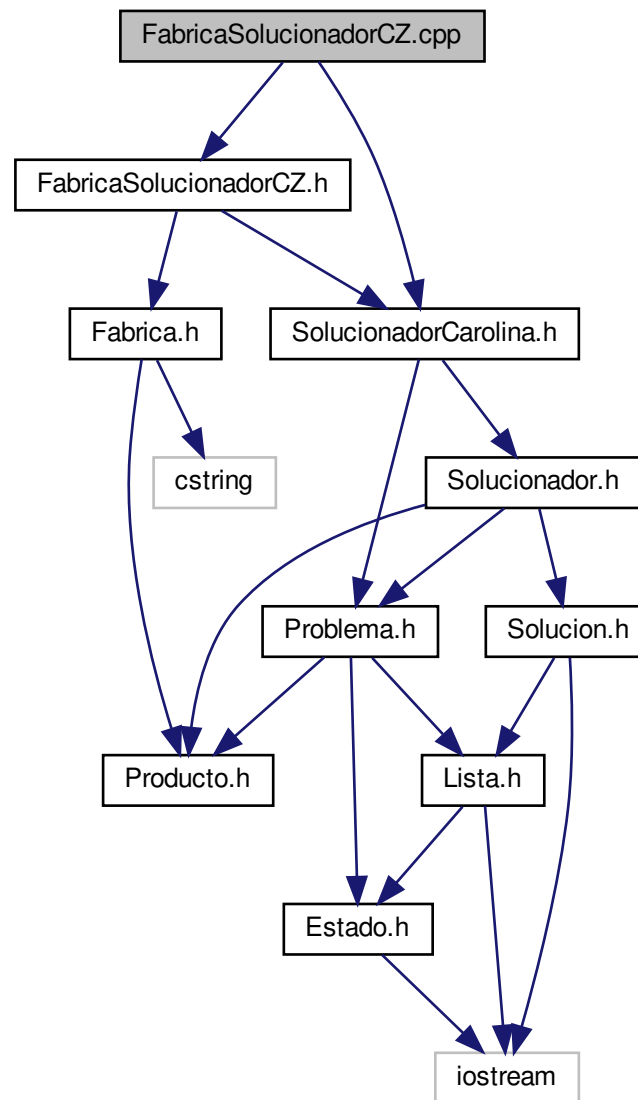 FabricaSolucionadorCZ.cpp
FabricaSolucionadorCZ.h
Fabrica.h
SolucionadorCarolina.h
cstring
Solucionador.h
Problema.h
Solucion.h
Producto.h
Lista.h
Estado.h
iostream